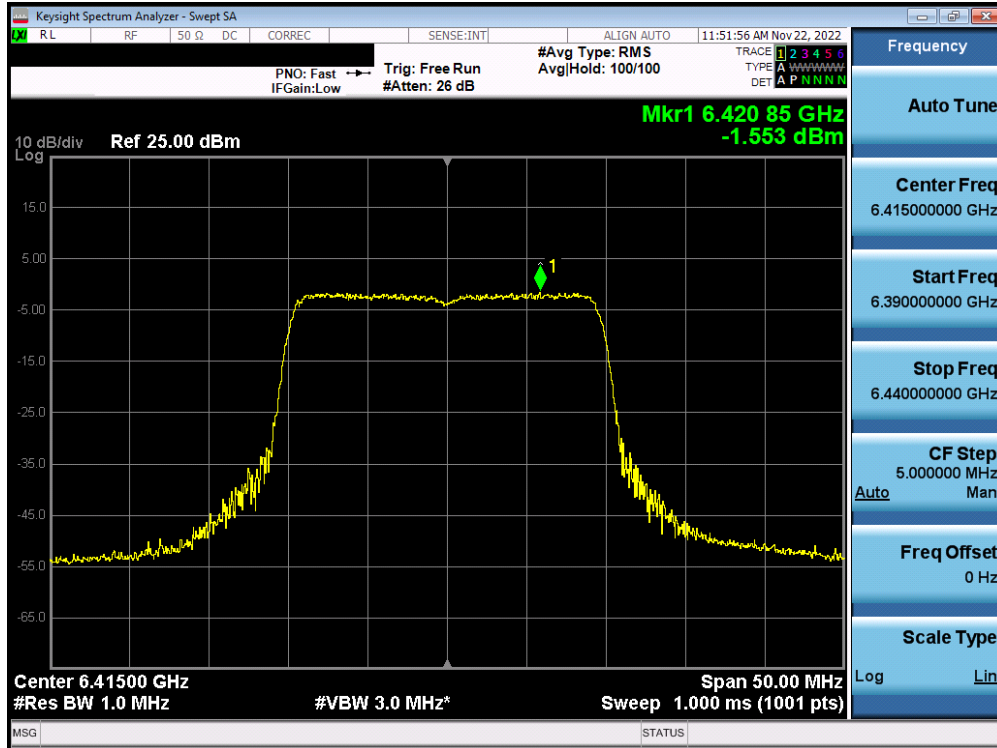 Keysight Spectrum Analyzer - Swept SA
LXI RL RF 50 Ω DC CORREC SENSE:INT ALIGN AUTO 11:51:56 AM Nov 22, 2022
PNO: Fast Trig: Free Run #Avg Type: RMS TRACE 1 2 3 4 5 6
IFGain:Low #Atten: 26 dB Avg|Hold: 100/100 TYPE A WWWWW
DET A P N N N N
Mkr1 6.420 85 GHz
-1.553 dBm
10 dB/div Ref 25.00 dBm
Log
15.0
5.00
1
-5.00
-15.0
-25.0
-35.0
-45.0
-55.0
-65.0
Center 6.41500 GHz Span 50.00 MHz
#Res BW 1.0 MHz #VBW 3.0 MHz* Sweep 1.000 ms (1001 pts)
MSG STATUS
Frequency
Auto Tune
Center Freq
6.415000000 GHz
Start Freq
6.390000000 GHz
Stop Freq
6.440000000 GHz
CF Step
5.000000 MHz
Auto Man
Freq Offset
0 Hz
Scale Type
Log Lin